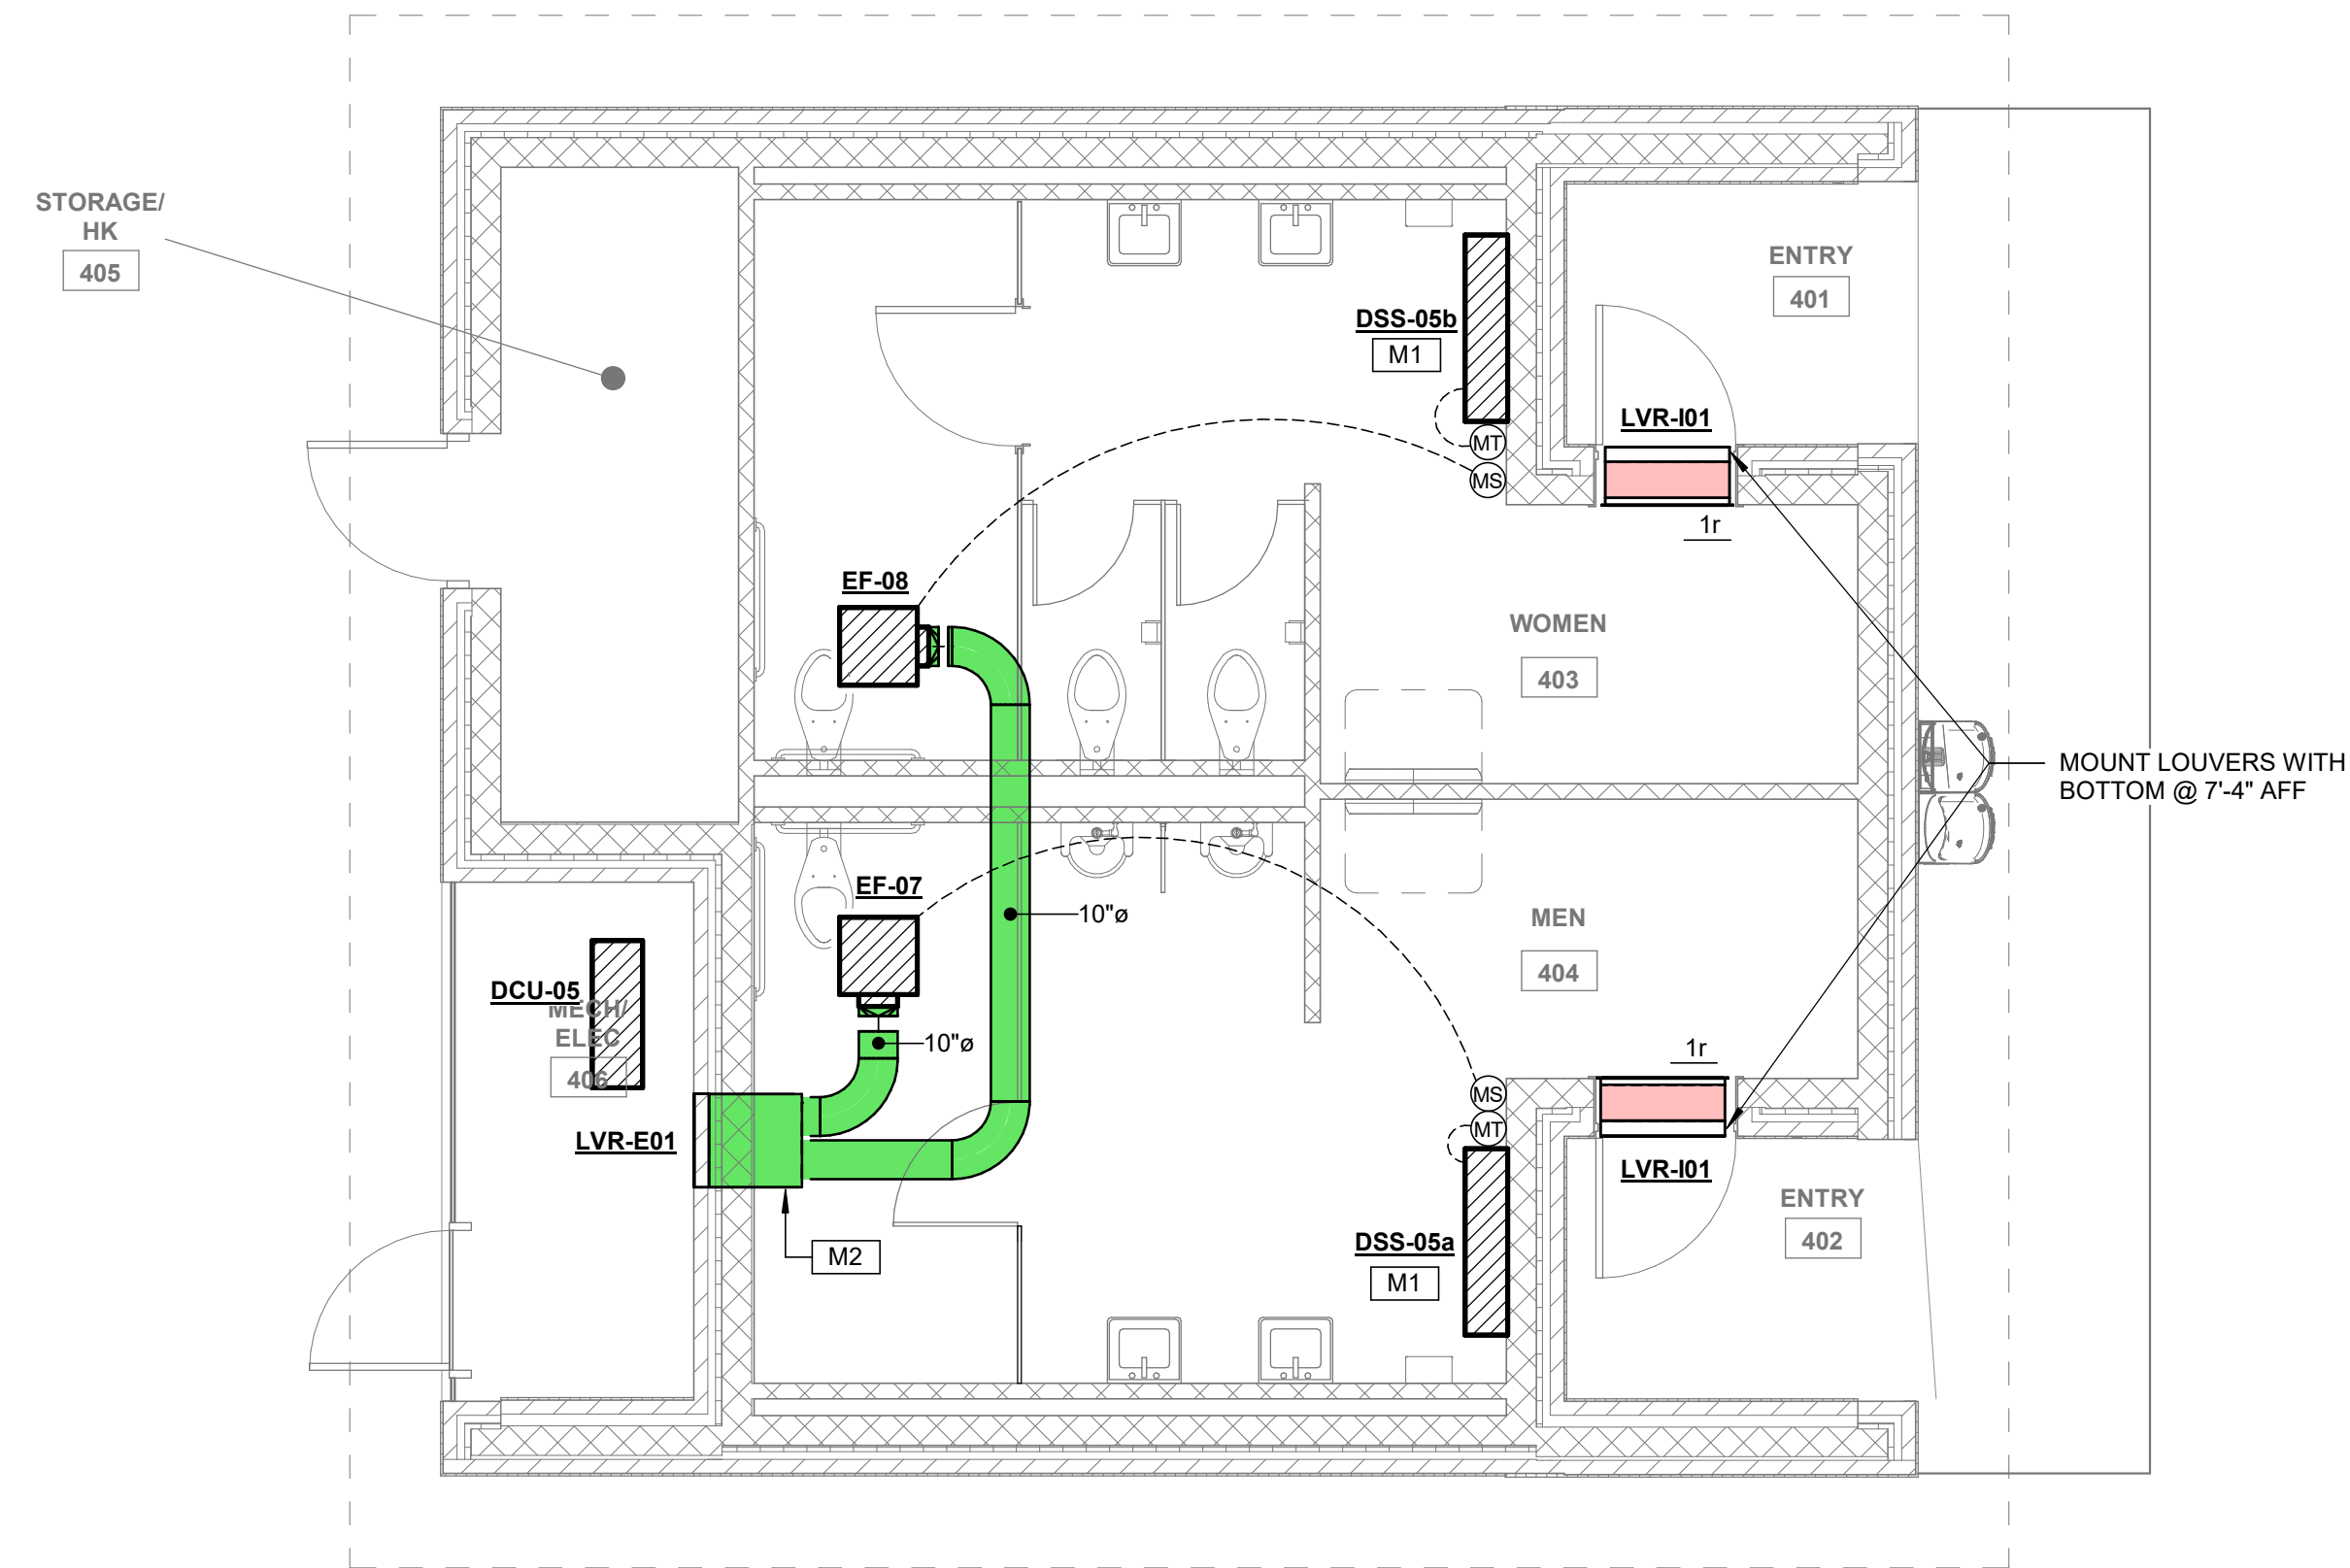 STORAGE/
HK
405
ENTRY
401
DSS-05b
M1
LVR-I01
MT
MS
1r
EF-08
WOMEN
403
MOUNT LOUVERS WITH
BOTTOM @ 7'-4" AFF
EF-07
10"ø
MEN
404
DCU-05
MECH/
ELEC
406
10"ø
1r
MS
MT
LVR-E01
LVR-I01
ENTRY
402
DSS-05a
M1
M2